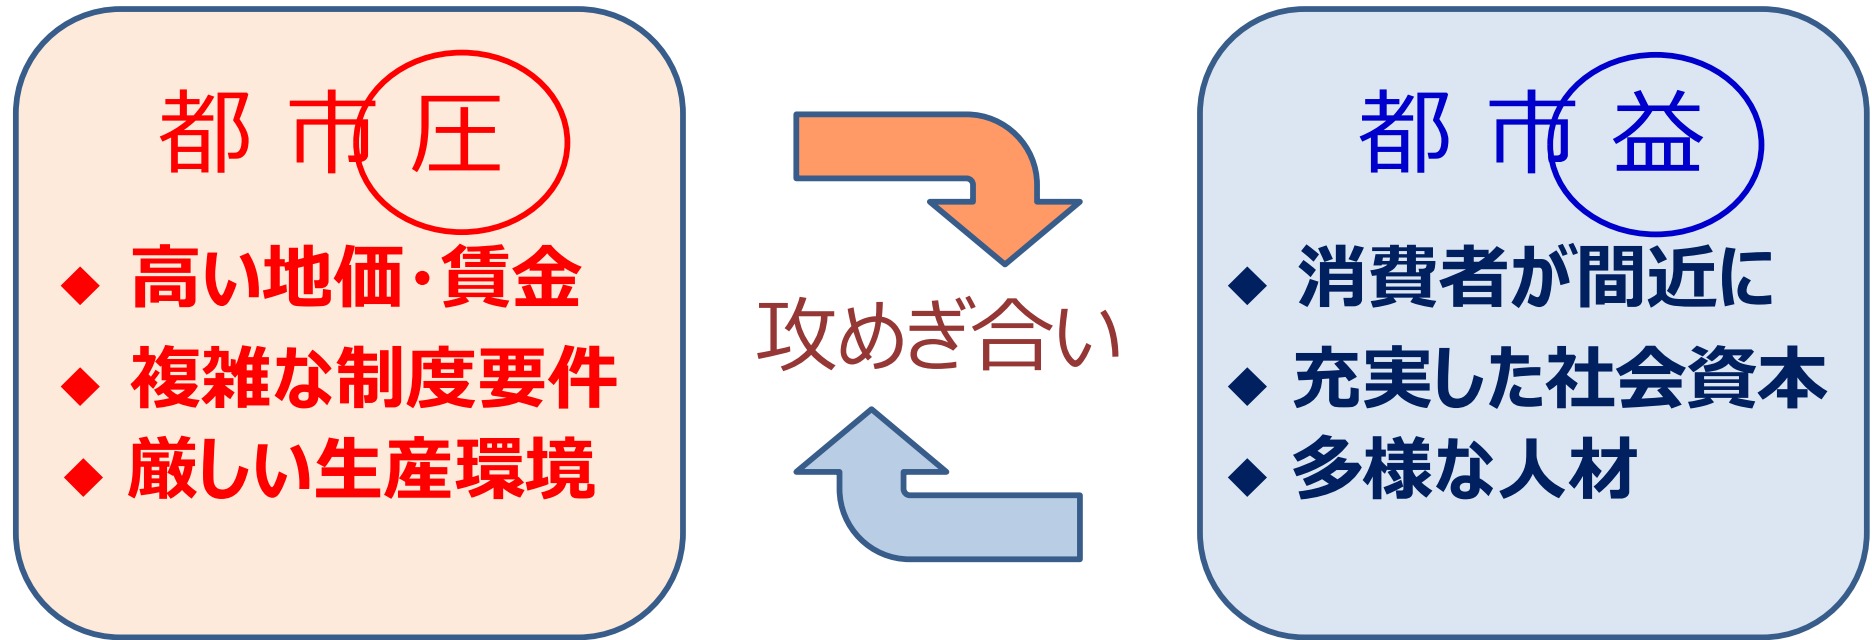 都市圧
◆ 高い地価・賃金
◆ 複雑な制度要件
◆ 厳しい生産環境
攻めぎ合い
都市益
◆ 消費者が間近に
◆ 充実した社会資本
◆ 多様な人材